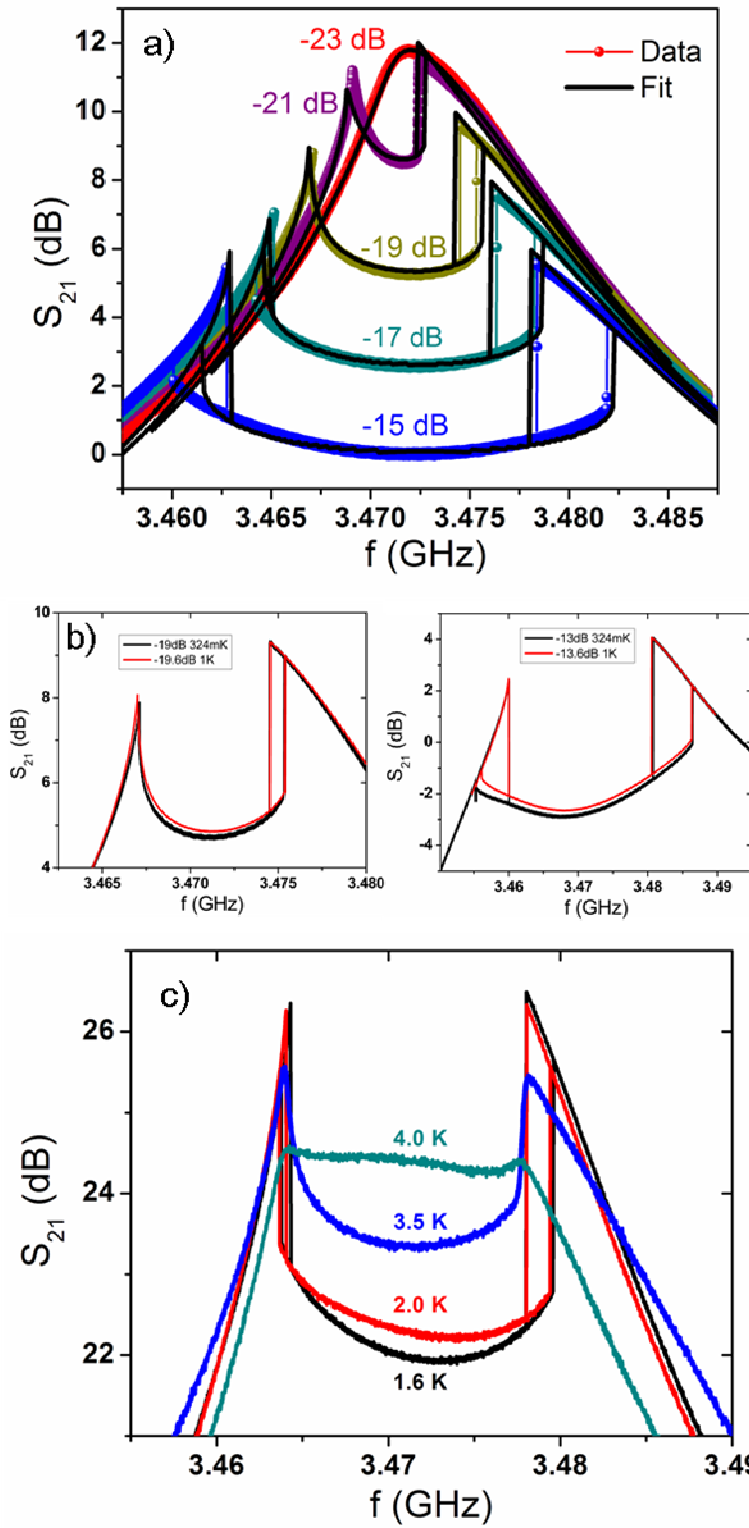 a)
-23 dB
-21 dB
-19 dB
-17 dB
-15 dB
Data
Fit
12
10
8
6
4
2
0
S21 (dB)
3.460 3.465 3.470 3.475 3.480 3.485
f (GHz)
b)
-19dB 324mK
-19.6dB 1K
10
8
6
4
S21 (dB)
3.465 3.470 3.475 3.480
f (GHz)
-13dB 324mK
-13.6dB 1K
4
2
0
-2
-4
S21 (dB)
3.46 3.47 3.48 3.49
f (GHz)
c)
4.0 K
3.5 K
2.0 K
1.6 K
26
24
22
S21 (dB)
3.46 3.47 3.48 3.49
f (GHz)